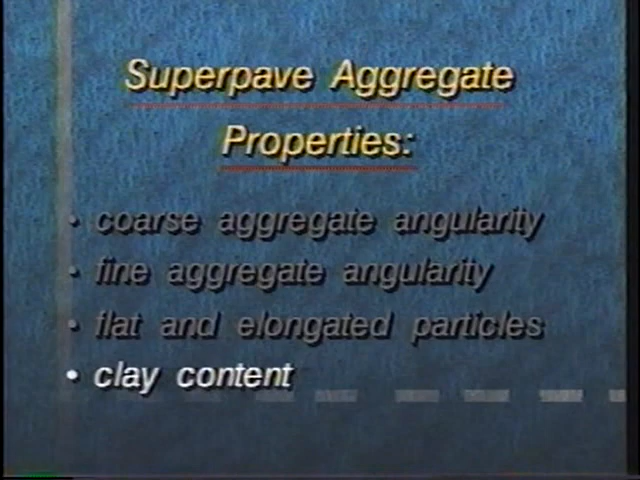 Superpave Aggregate
Properties:
• coarse aggregate angularity
• fine aggregate angularity
• flat and elongated particles
• clay content